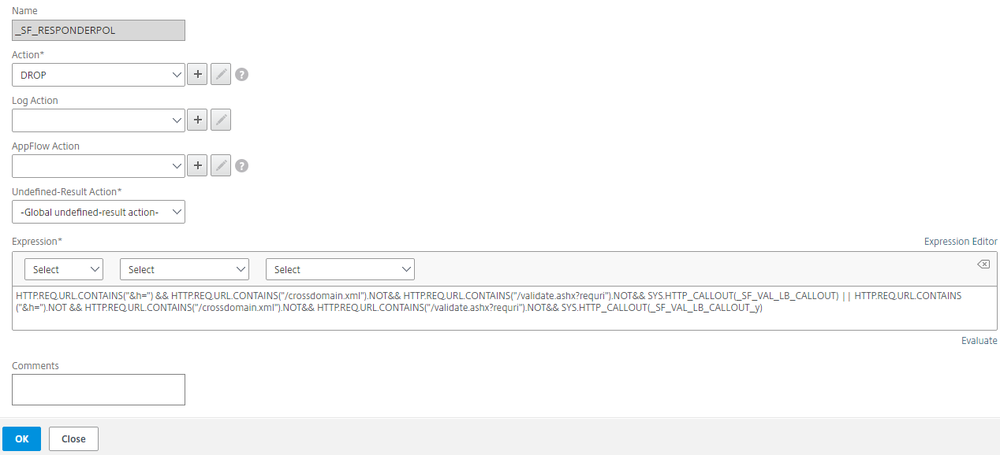 Name
_SF_RESPONDERPOL
Action*
DROP
+
?
Log Action
+
AppFlow Action
+
?
Undefined-Result Action*
-Global undefined-result action-
Expression*
Expression Editor
Select Select Select
HTTP.REQ.URL.CONTAINS("&h=") && HTTP.REQ.URL.CONTAINS("/crossdomain.xml").NOT&& HTTP.REQ.URL.CONTAINS("/validate.ashx?requri").NOT&& SYS.HTTP_CALLOUT(_SF_VAL_LB_CALLOUT) || HTTP.REQ.URL.CONTAINS
("&h=").NOT && HTTP.REQ.URL.CONTAINS("/crossdomain.xml").NOT&& HTTP.REQ.URL.CONTAINS("/validate.ashx?requri").NOT&& SYS.HTTP_CALLOUT(_SF_VAL_LB_CALLOUT_y)
Evaluate
Comments
OK Close